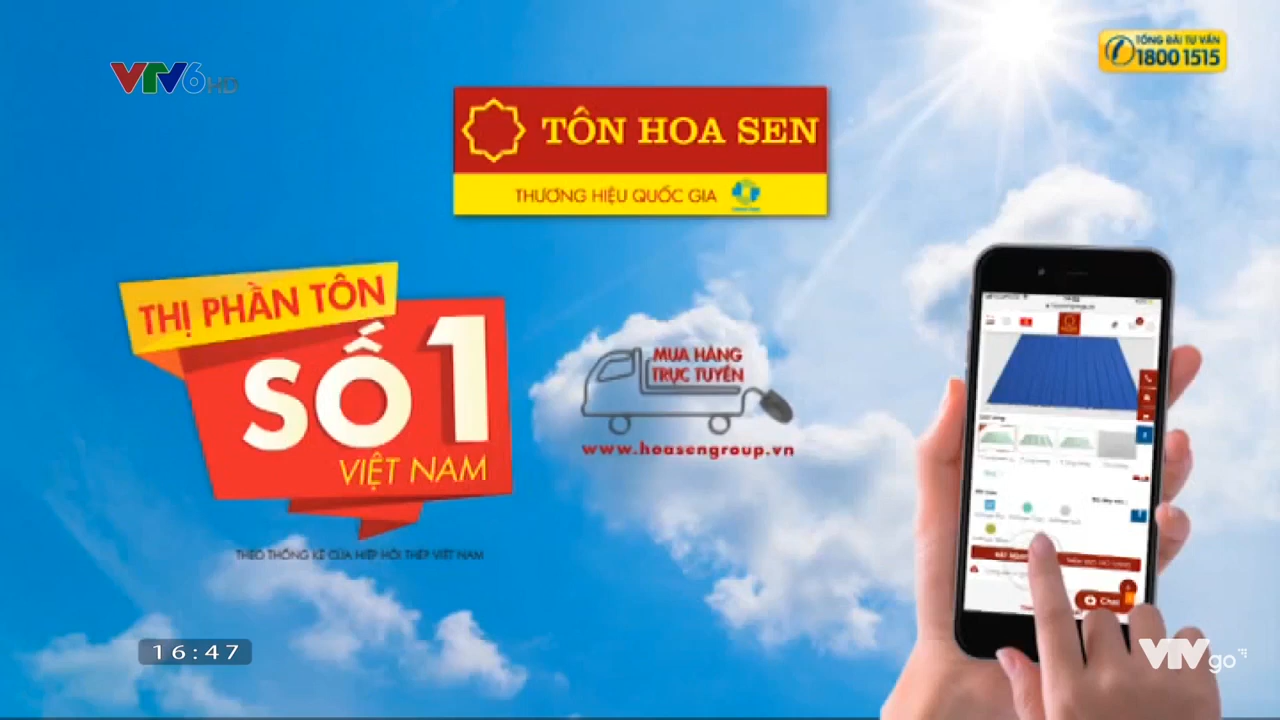 VTV6 HD
TỔNG ĐÀI TƯ VẤN
1800 1515
TÔN HOA SEN
THƯƠNG HIỆU QUỐC GIA
THỊ PHẦN TÔN
SỐ 1
VIỆT NAM
THEO THỐNG KÊ CỦA HIỆP HỘI THÉP VIỆT NAM
MUA HÀNG
TRỰC TUYẾN
www.hoasengroup.vn
Chat
16:47
VTVgo